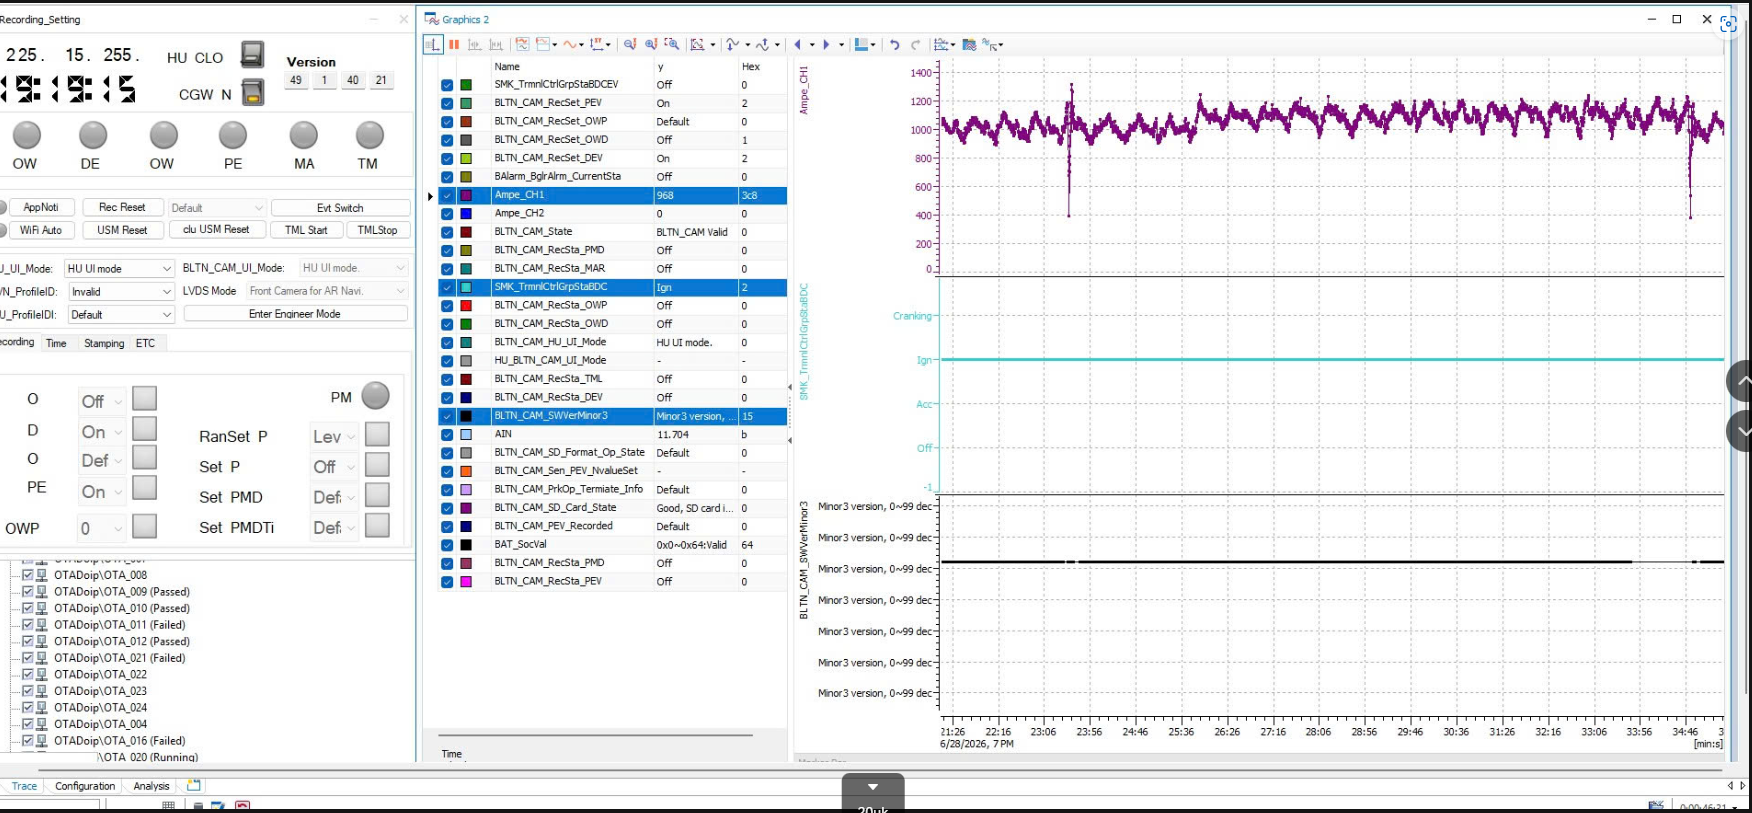 Recording_Setting
225. 15. 255.
HU CLO
Version
49 1 40 21
19:19:15
CGW N
OW DE OW PE MA TM
AppNoti Rec Reset Default Evt Switch
WiFi Auto USM Reset clu USM Reset TML Start TMLStop
J_UI_Mode: HU UI mode BLTN_CAM_UI_Mode: HU UI mode.
/N_ProfileID: Invalid LVDS Mode Front Camera for AR Navi.
U_ProfileIDI: Default Enter Engineer Mode
ecording Time Stamping ETC
O Off PM
D On RanSet P Lev
O Def Set P Off
PE On Set PMD Def
OWP 0 Set PMDTi Def
OTADoip\OTA_008
OTADoip\OTA_009 (Passed)
OTADoip\OTA_010 (Passed)
OTADoip\OTA_011 (Failed)
OTADoip\OTA_012 (Passed)
OTADoip\OTA_021 (Failed)
OTADoip\OTA_022
OTADoip\OTA_023
OTADoip\OTA_024
OTADoip\OTA_004
OTADoip\OTA_016 (Failed)
\OTA_020 (Running)
Trace Configuration Analysis
Graphics 2
Name y Hex
SMK_TrmnlCtrlGrpStaBDCEV Off 0
BLTN_CAM_RecSet_PEV On 2
BLTN_CAM_RecSet_OWP Default 0
BLTN_CAM_RecSet_OWD Off 1
BLTN_CAM_RecSet_DEV On 2
BAlarm_BglrAlrm_CurrentSta Off 0
Ampe_CH1 968 3c8
Ampe_CH2 0 0
BLTN_CAM_State BLTN_CAM Valid 0
BLTN_CAM_RecSta_PMD Off 0
BLTN_CAM_RecSta_MAR Off 0
SMK_TrmnlCtrlGrpStaBDC Ign 2
BLTN_CAM_RecSta_OWP Off 0
BLTN_CAM_RecSta_OWD Off 0
BLTN_CAM_HU_UI_Mode HU UI mode. 0
HU_BLTN_CAM_UI_Mode - -
BLTN_CAM_RecSta_TML Off 0
BLTN_CAM_RecSta_DEV Off 0
BLTN_CAM_SWVerMinor3 Minor3 version, ... 15
AIN 11.704 b
BLTN_CAM_SD_Format_Op_State Default 0
BLTN_CAM_Sen_PEV_NvalueSet - -
BLTN_CAM_PrkOp_Termiate_Info Default 0
BLTN_CAM_SD_Card_State Good, SD card i... 0
BLTN_CAM_PEV_Recorded Default 0
BAT_SocVal 0x0~0x64:Valid 64
BLTN_CAM_RecSta_PMD Off 0
BLTN_CAM_RecSta_PEV Off 0
Time
Ampe_CH1
1400
1200
1000
800
600
400
200
0
SMK_TrmnlCtrlGrpStaBDC
Cranking
Ign
Acc
Off
-1
BLTN_CAM_SWVerMinor3
Minor3 version, 0~99 dec
Minor3 version, 0~99 dec
Minor3 version, 0~99 dec
Minor3 version, 0~99 dec
Minor3 version, 0~99 dec
Minor3 version, 0~99 dec
Minor3 version, 0~99 dec
21:26 22:16 23:06 23:56 24:46 25:36 26:26 27:16 28:06 28:56 29:46 30:36 31:26 32:16 33:06 33:56 34:46 3
6/28/2026, 7 PM [min:s]
0:00:46:21